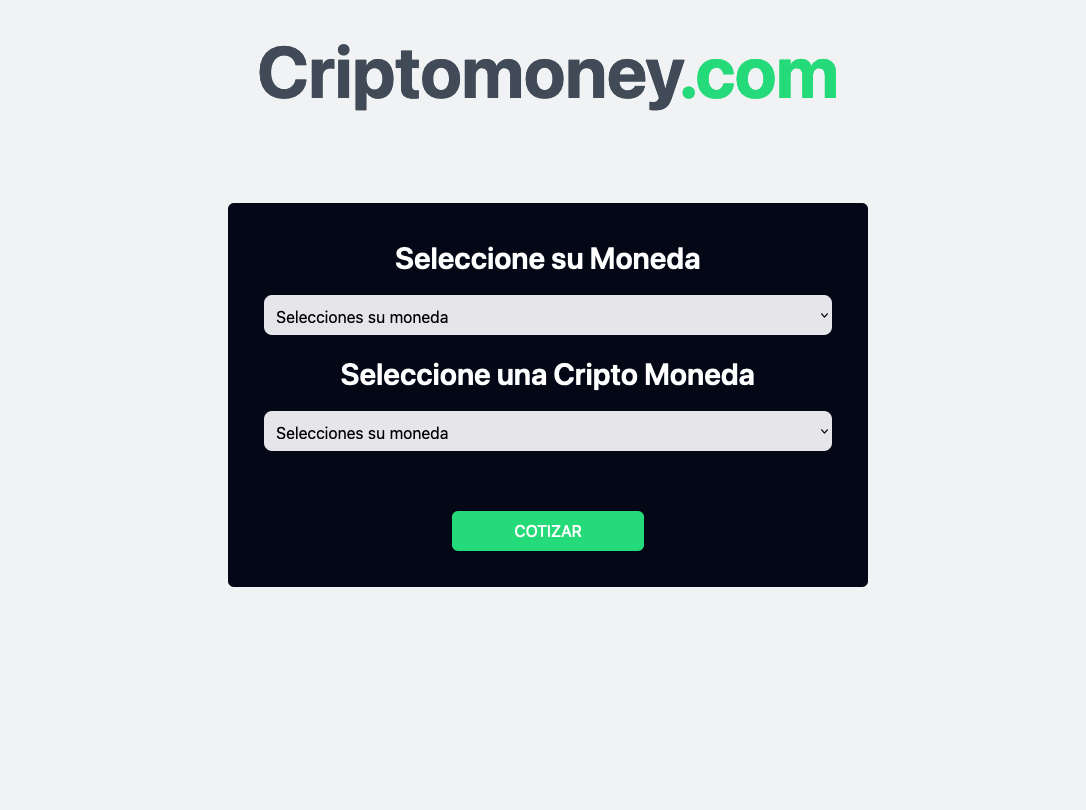 Criptomoney.com
Seleccione su Moneda
Selecciones su moneda
Seleccione una Cripto Moneda
Selecciones su moneda
COTIZAR